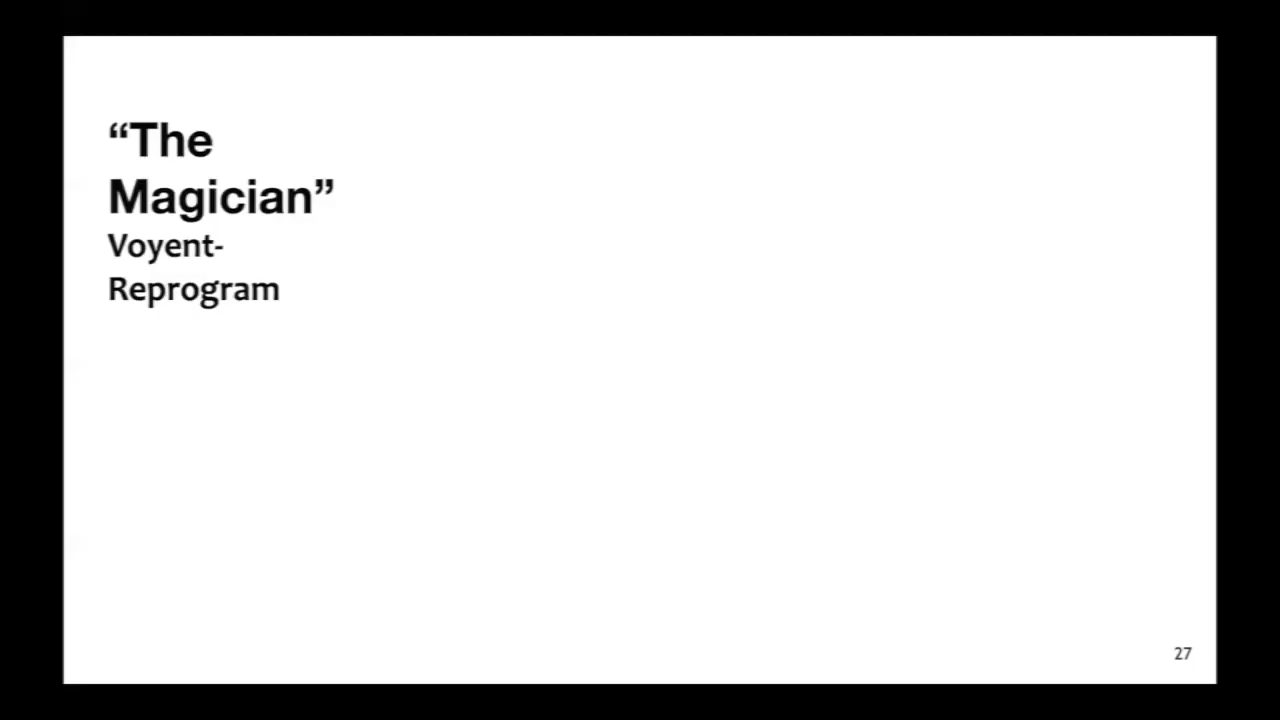 “The
Magician”
Voyent-
Reprogram
27